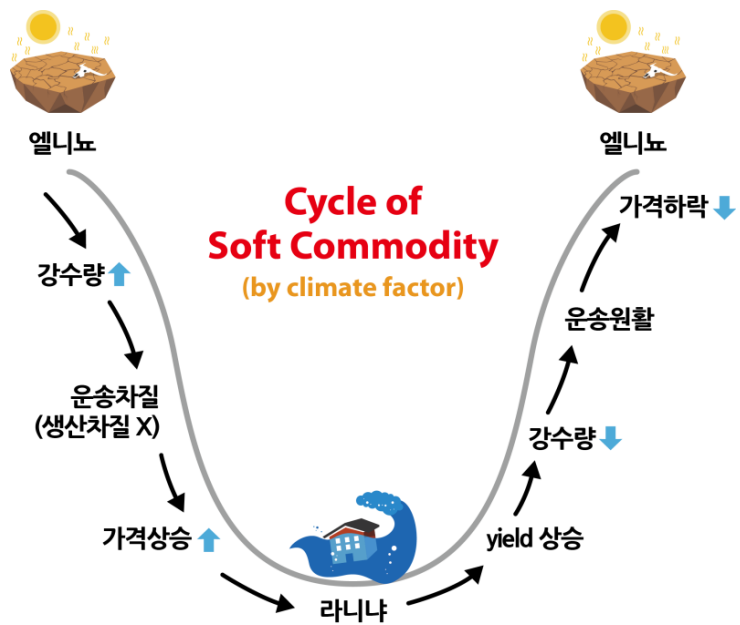 엘니뇨
엘니뇨
Cycle of
Soft Commodity
(by climate factor)
강수량
운송차질
(생산차질 X)
가격상승
라니냐
yield 상승
강수량
운송원활
가격하락